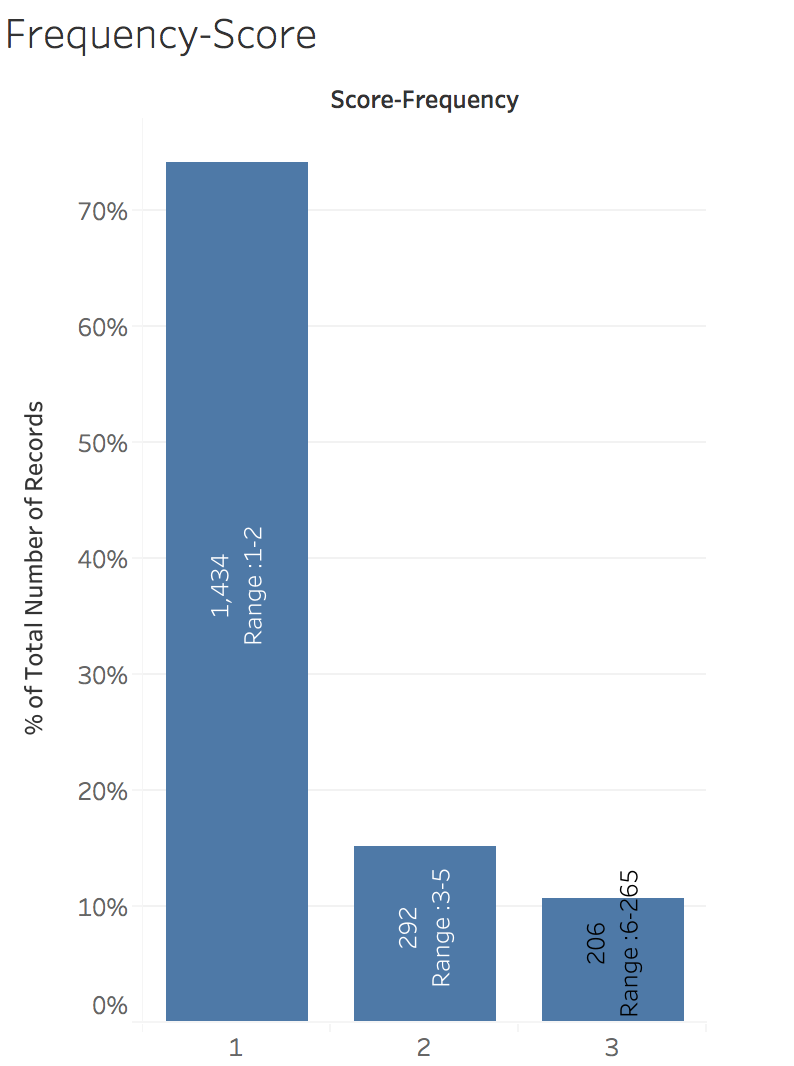 Frequency-Score
Score-Frequency
% of Total Number of Records
70%
60%
50%
40%
30%
20%
10%
0%
1,434
Range :1-2
292
Range :3-5
206
Range :6-265
1
2
3